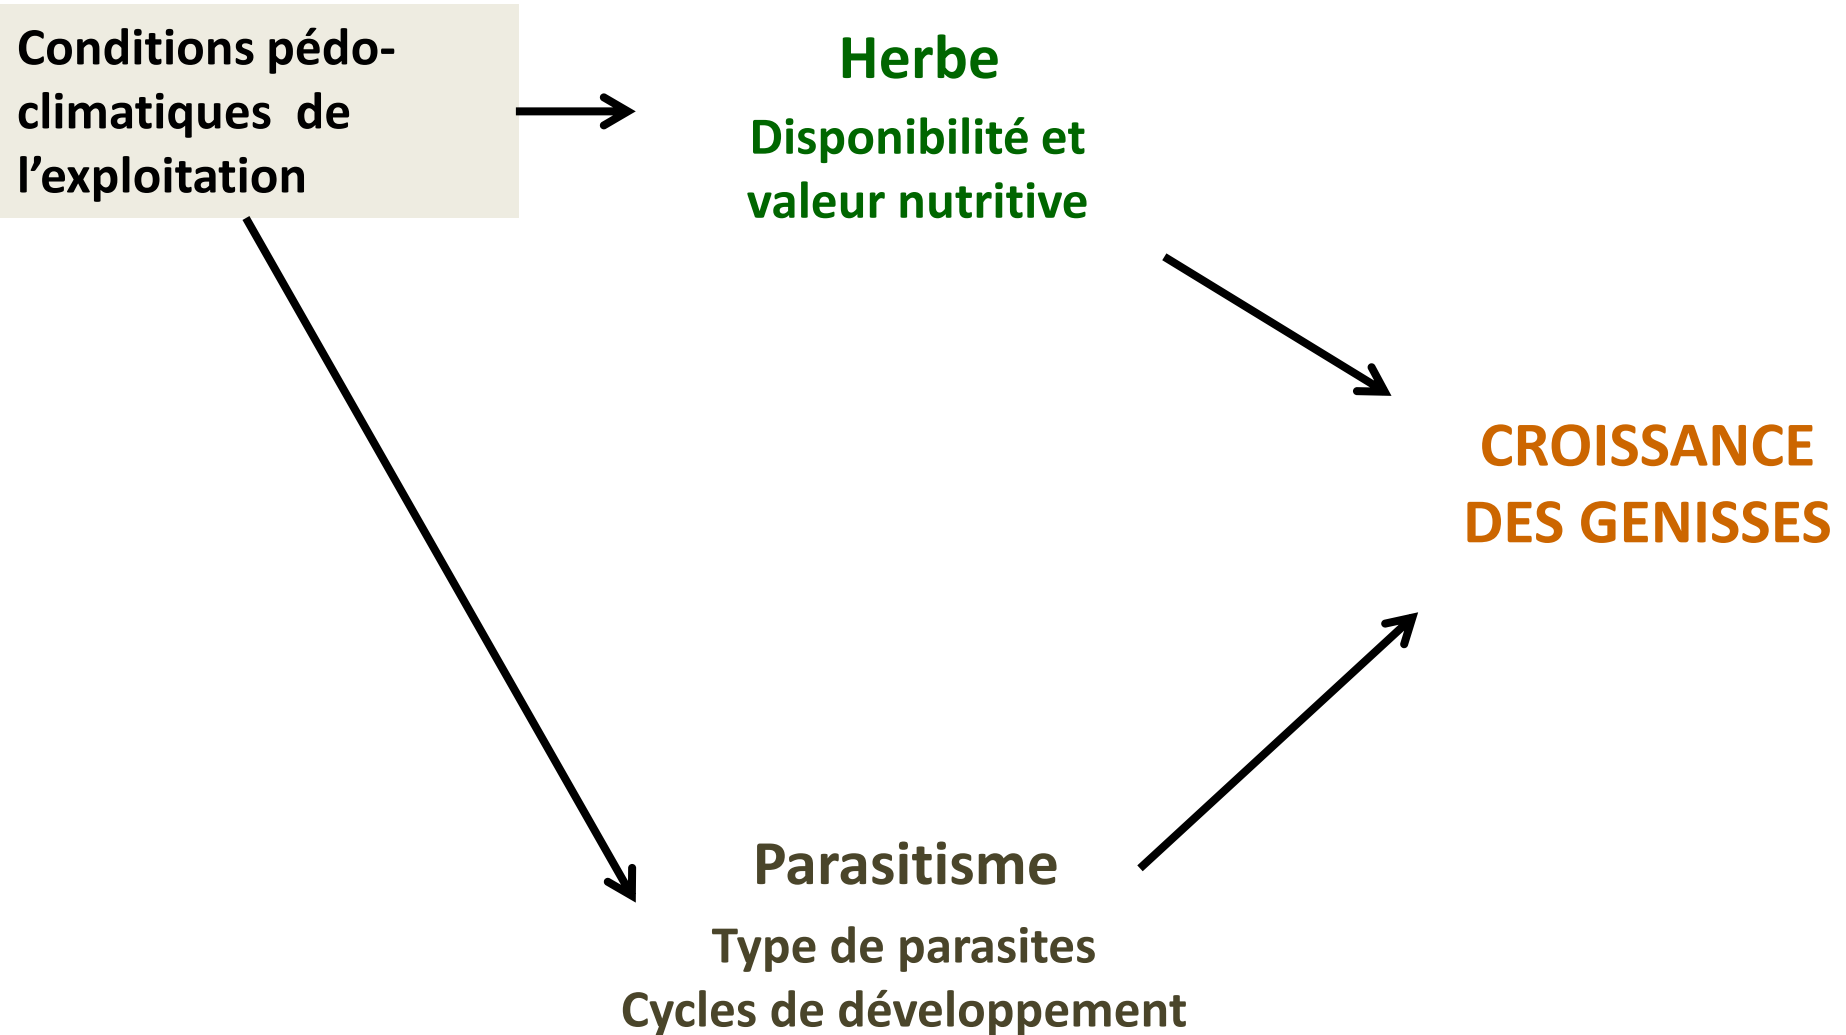 Conditions pédo-
climatiques  de
l’exploitation
Herbe
Disponibilité et
valeur nutritive
CROISSANCE
DES GENISSES
Parasitisme
Type de parasites
Cycles de développement